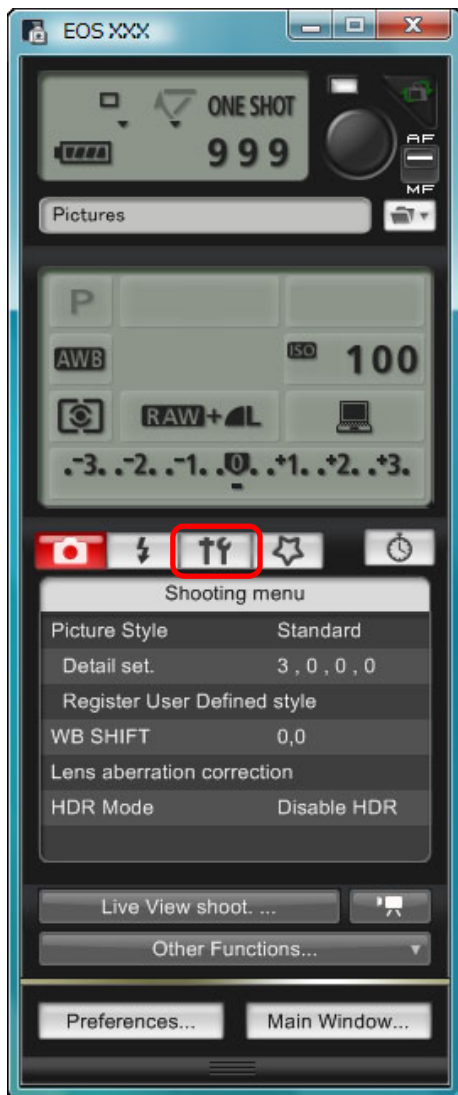 EOS XXX
ONE SHOT
999
AF
MF
Pictures
P
AWB
ISO 100
RAW+L
.-3. .-2. .-1. .0. .+1. .+2. .+3.
Shooting menu
Picture Style Standard
Detail set. 3 , 0 , 0 , 0
Register User Defined style
WB SHIFT 0,0
Lens aberration correction
HDR Mode Disable HDR
Live View shoot. ...
Other Functions...
Preferences... Main Window...